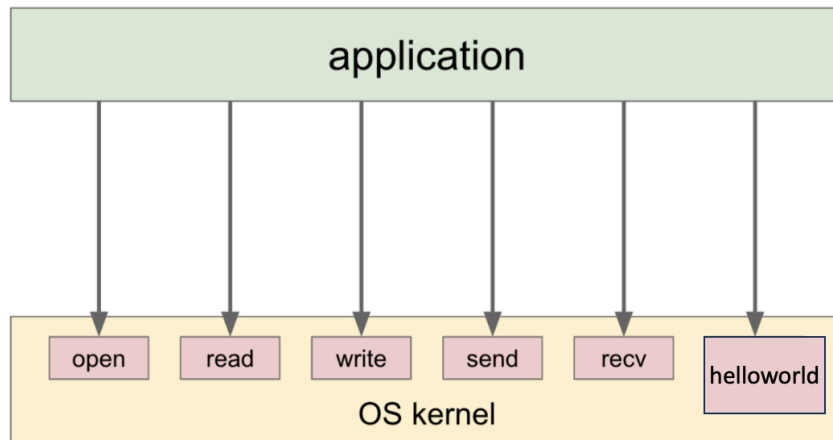 application
open
read
write
send
recv
helloworld
OS kernel